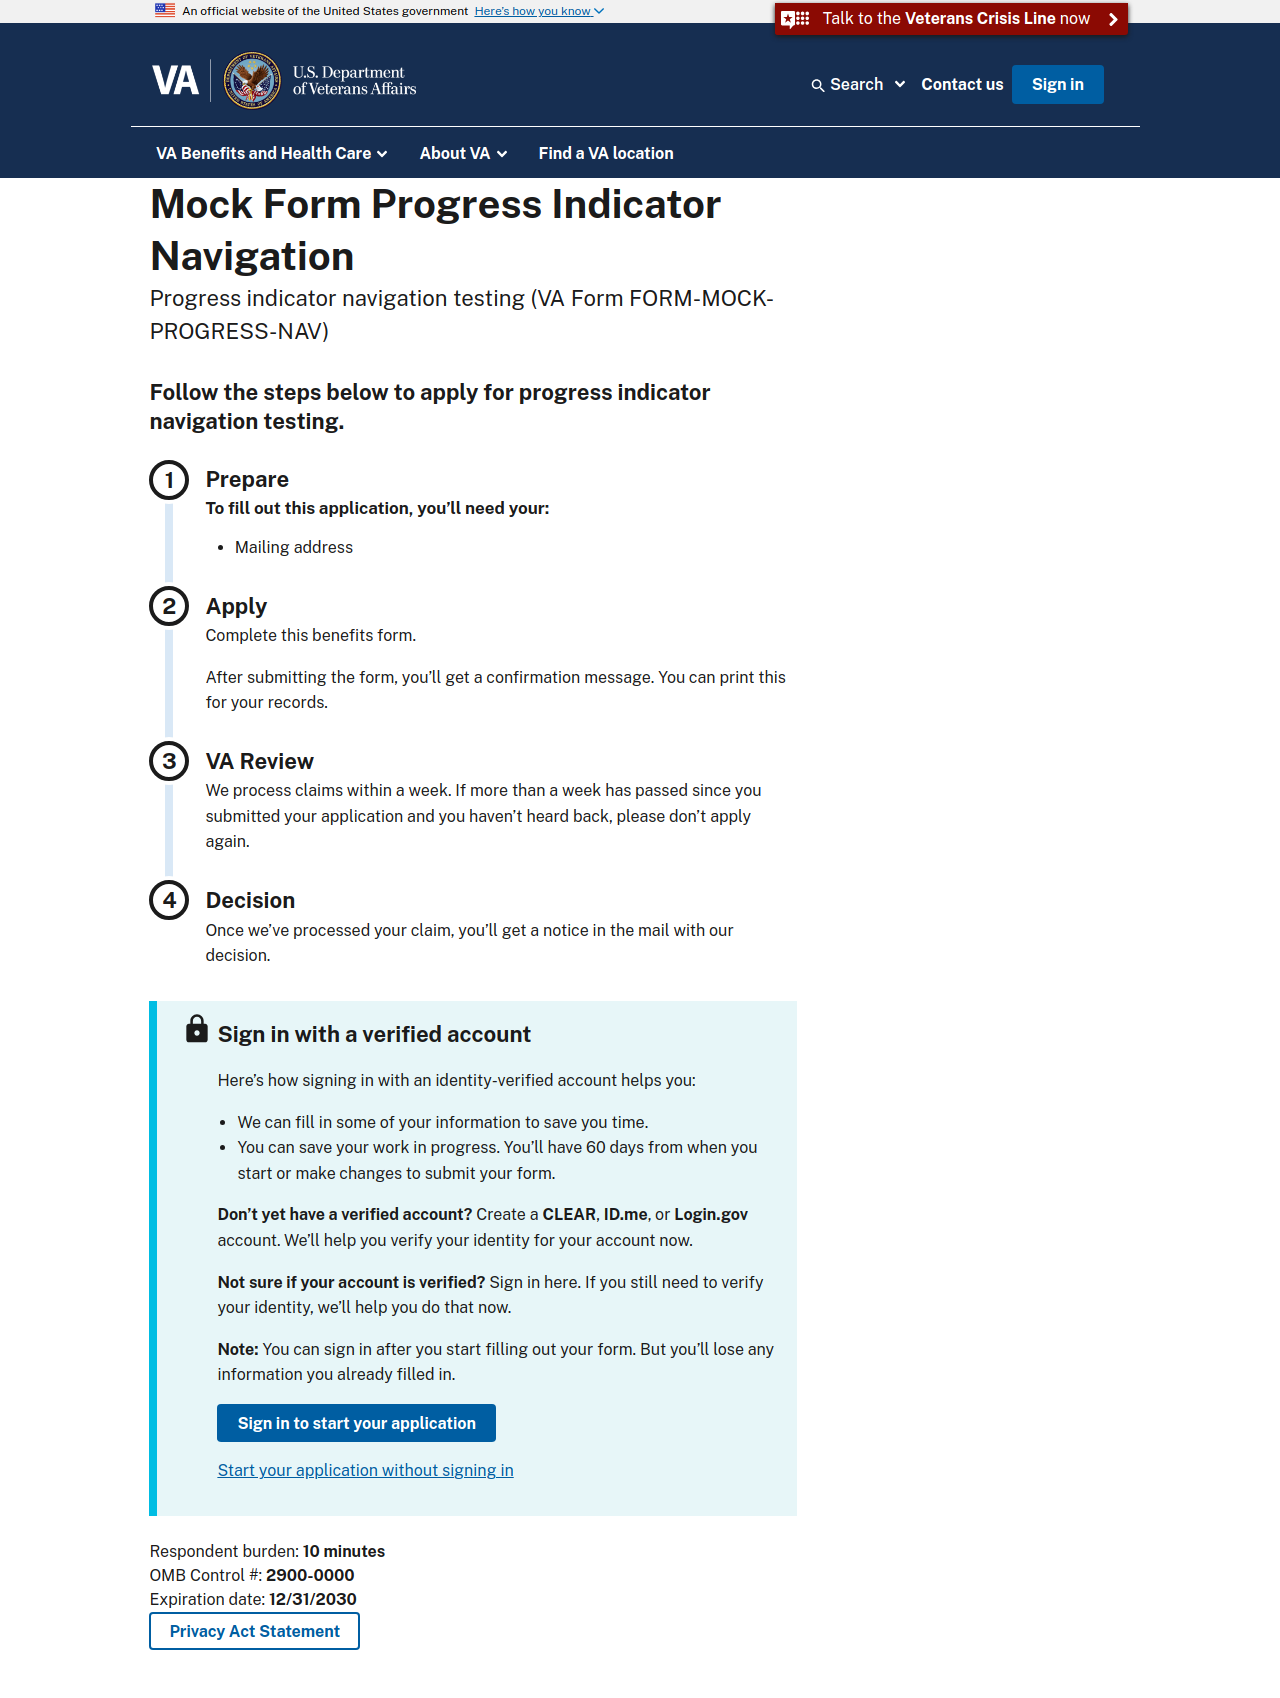 An official website of the United States government Here's how you know
Talk to the Veterans Crisis Line now
VA
U.S. Department
of Veterans Affairs
Search
Contact us
Sign in
VA Benefits and Health Care
About VA
Find a VA location
Mock Form Progress Indicator
Navigation
Progress indicator navigation testing (VA Form FORM-MOCK-
PROGRESS-NAV)
Follow the steps below to apply for progress indicator
navigation testing.
1 Prepare
To fill out this application, you’ll need your:
• Mailing address
2 Apply
Complete this benefits form.
After submitting the form, you’ll get a confirmation message. You can print this
for your records.
3 VA Review
We process claims within a week. If more than a week has passed since you
submitted your application and you haven’t heard back, please don’t apply
again.
4 Decision
Once we’ve processed your claim, you’ll get a notice in the mail with our
decision.
Sign in with a verified account
Here’s how signing in with an identity-verified account helps you:
• We can fill in some of your information to save you time.
• You can save your work in progress. You’ll have 60 days from when you
start or make changes to submit your form.
Don’t yet have a verified account? Create a CLEAR, ID.me, or Login.gov
account. We’ll help you verify your identity for your account now.
Not sure if your account is verified? Sign in here. If you still need to verify
your identity, we’ll help you do that now.
Note: You can sign in after you start filling out your form. But you’ll lose any
information you already filled in.
Sign in to start your application
Start your application without signing in
Respondent burden: 10 minutes
OMB Control #: 2900-0000
Expiration date: 12/31/2030
Privacy Act Statement